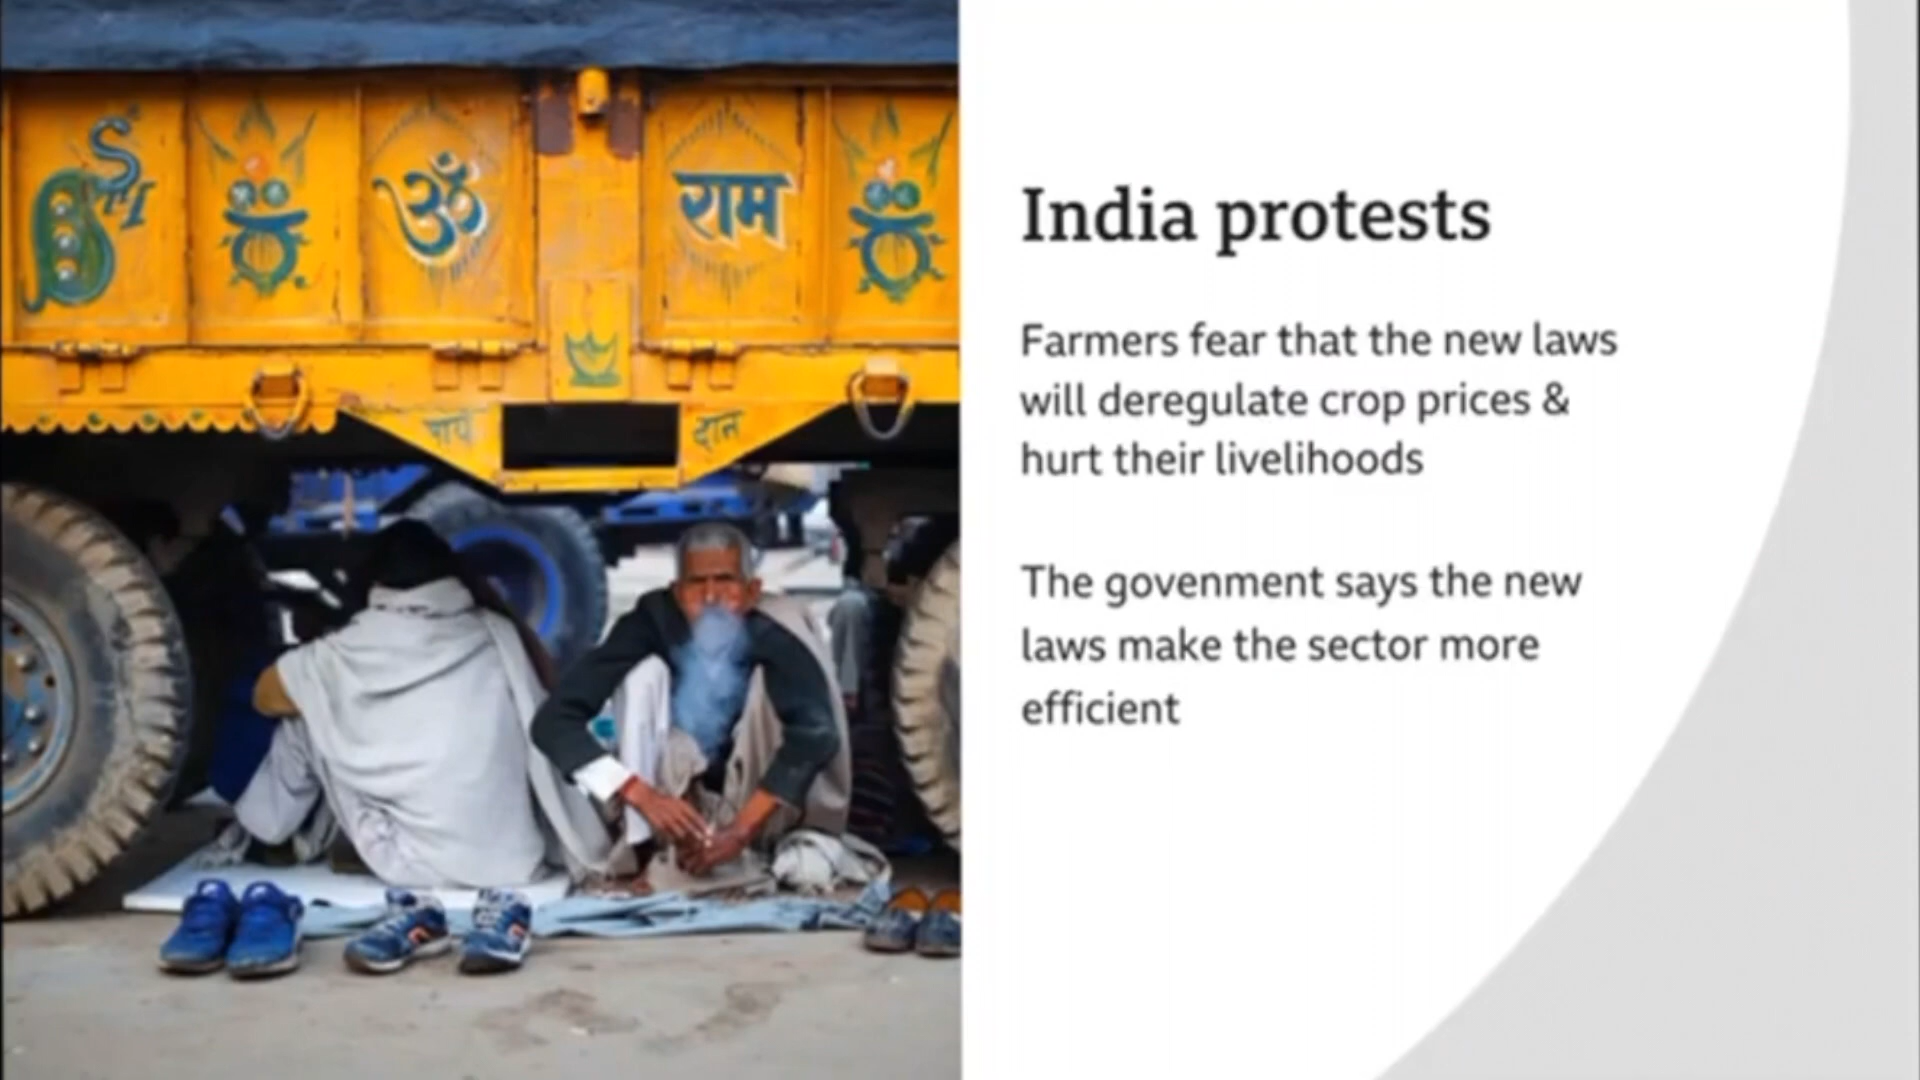 ॐ
राम
दान
India protests
Farmers fear that the new laws
will deregulate crop prices &
hurt their livelihoods
The govenment says the new
laws make the sector more
efficient